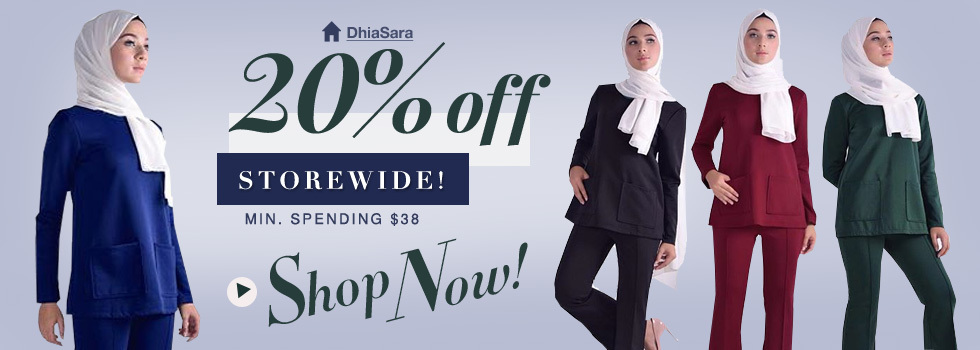 DhiaSara
20% off
STOREWIDE!
MIN. SPENDING $38
Shop Now!